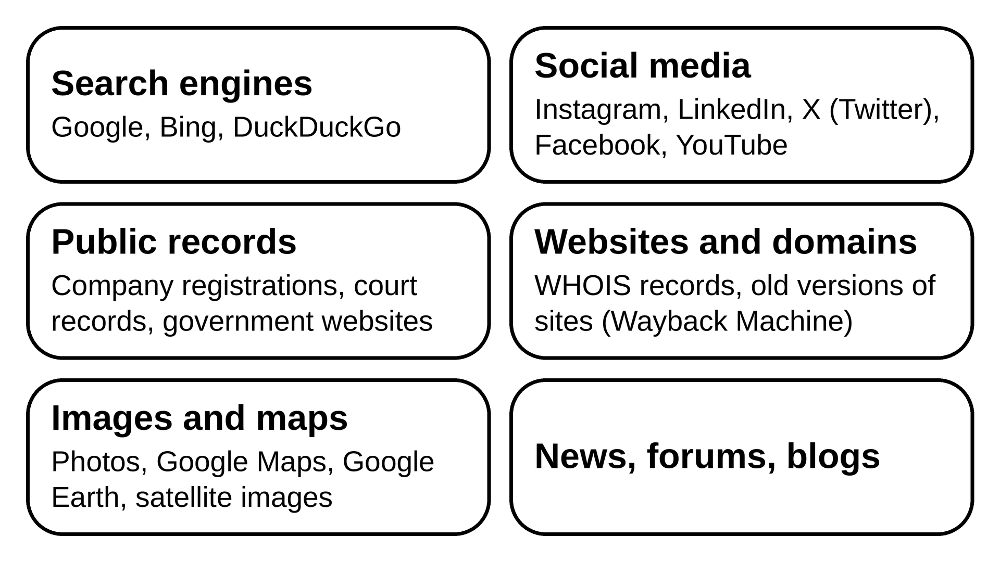 Search engines
Google, Bing, DuckDuckGo
Social media
Instagram, LinkedIn, X (Twitter),
Facebook, YouTube
Public records
Company registrations, court
records, government websites
Websites and domains
WHOIS records, old versions of
sites (Wayback Machine)
Images and maps
Photos, Google Maps, Google
Earth, satellite images
News, forums, blogs